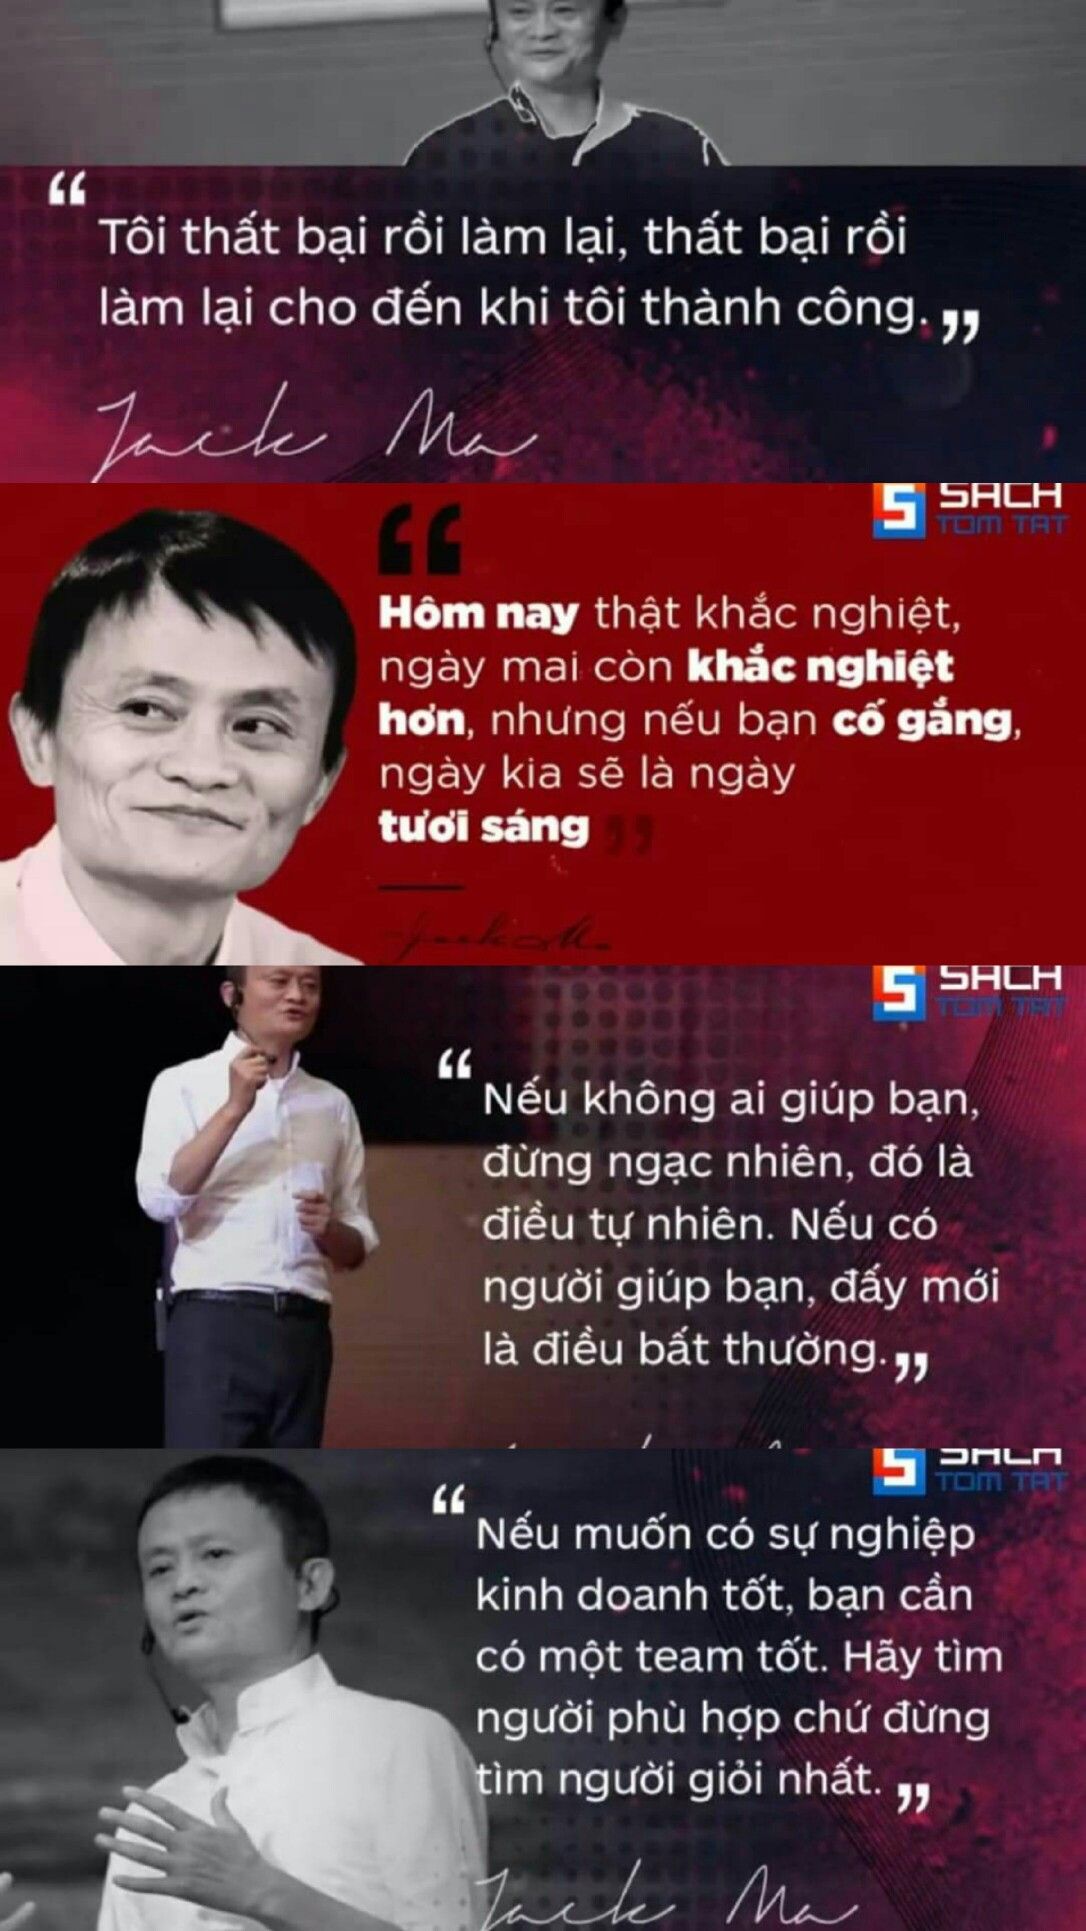 “
Tôi thất bại rồi làm lại, thất bại rồi
làm lại cho đến khi tôi thành công.”
Jack Ma
SACH
TOM TAT
“
Hôm nay thật khắc nghiệt,
ngày mai còn khắc nghiệt
hơn, nhưng nếu bạn cố gắng,
ngày kia sẽ là ngày
tươi sáng ”
SACH
TOM TAT
“
Nếu không ai giúp bạn,
đừng ngạc nhiên, đó là
điều tự nhiên. Nếu có
người giúp bạn, đấy mới
là điều bất thường.”
SACH
TOM TAT
“
Nếu muốn có sự nghiệp
kinh doanh tốt, bạn cần
có một team tốt. Hãy tìm
người phù hợp chứ đừng
tìm người giỏi nhất. ”
Jack Ma